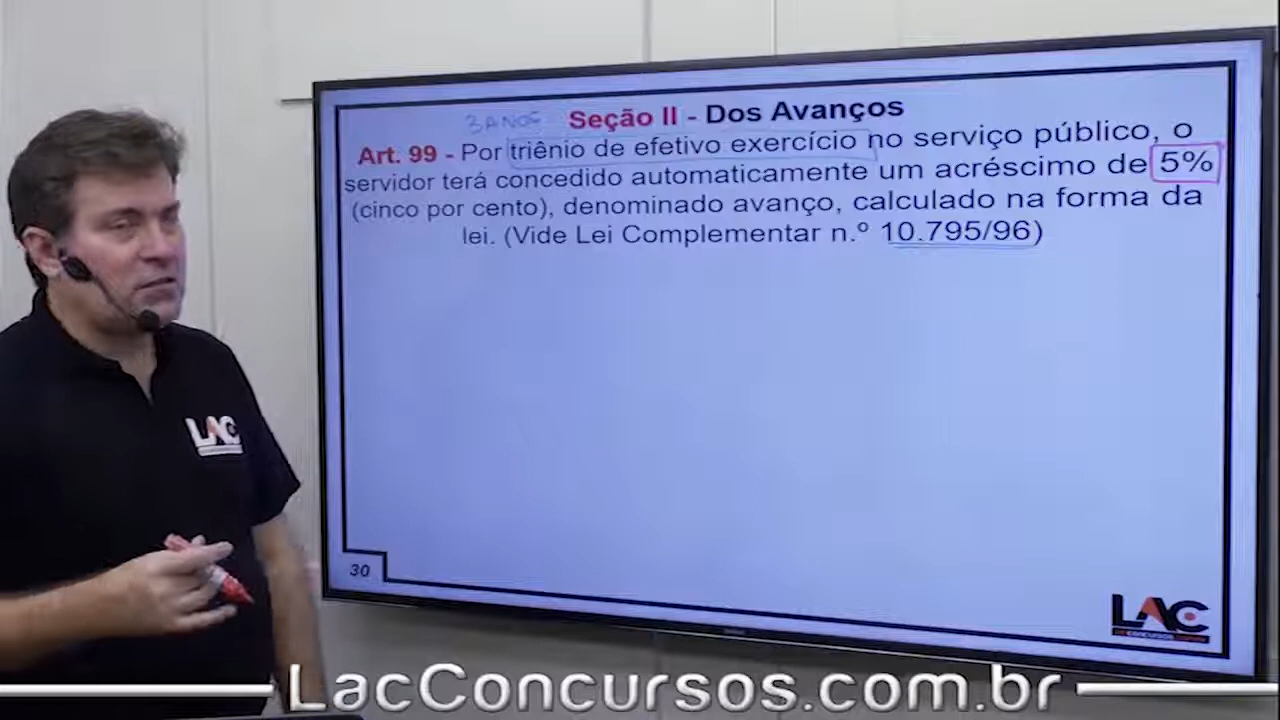 3 ANOS
Seção II - Dos Avanços
Art. 99 - Por triênio de efetivo exercício no serviço público, o
servidor terá concedido automaticamente um acréscimo de 5%
(cinco por cento), denominado avanço, calculado na forma da
lei. (Vide Lei Complementar n.º 10.795/96)
LAC
30
LAC
LacConcursos.com.br